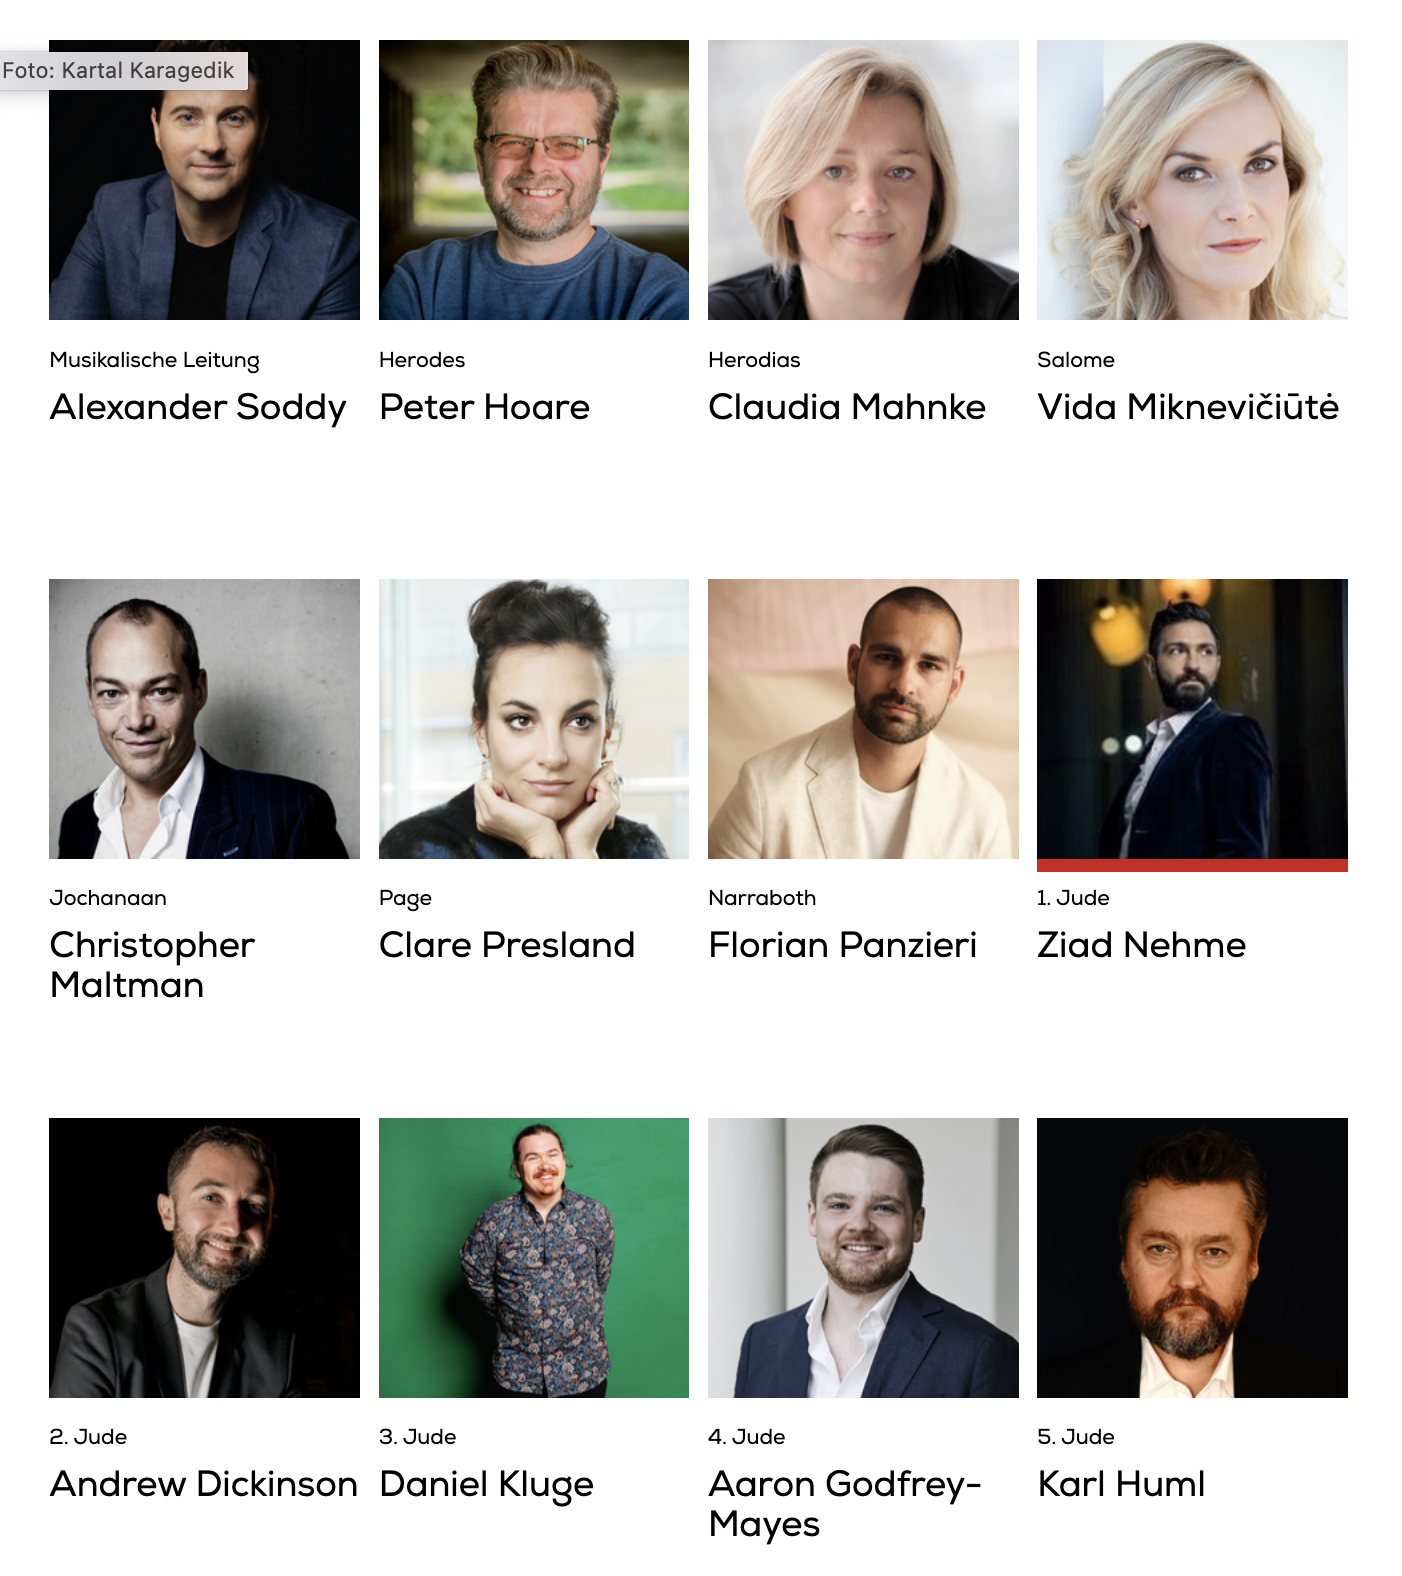 Foto: Kartal Karagedik
Musikalische Leitung
Alexander Soddy
Herodes
Peter Hoare
Herodias
Claudia Mahnke
Salome
Vida Miknevičiūtė
Jochanaan
Christopher
Maltman
Page
Clare Presland
Narraboth
Florian Panzieri
1. Jude
Ziad Nehme
2. Jude
Andrew Dickinson
3. Jude
Daniel Kluge
4. Jude
Aaron Godfrey-
Mayes
5. Jude
Karl Huml